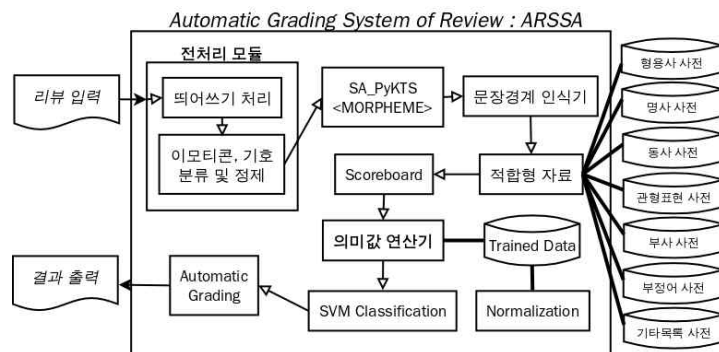 Automatic Grading System of Review : ARSSA
전처리 모듈
리뷰 입력
띄어쓰기 처리
이모티콘, 기호
분류 및 정제
SA_PyKTS
<MORPHEME>
문장경계 인식기
적합형 자료
Scoreboard
의미값 연산기
Trained Data
Normalization
SVM Classification
Automatic
Grading
결과 출력
형용사 사전
명사 사전
동사 사전
관형표현 사전
부사 사전
부정어 사전
기타목록 사전